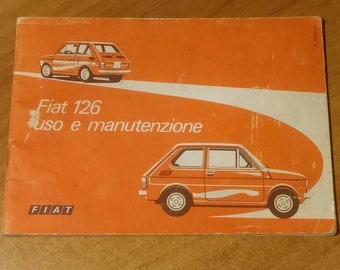 Fiat 126
uso e manutenzione
FIAT